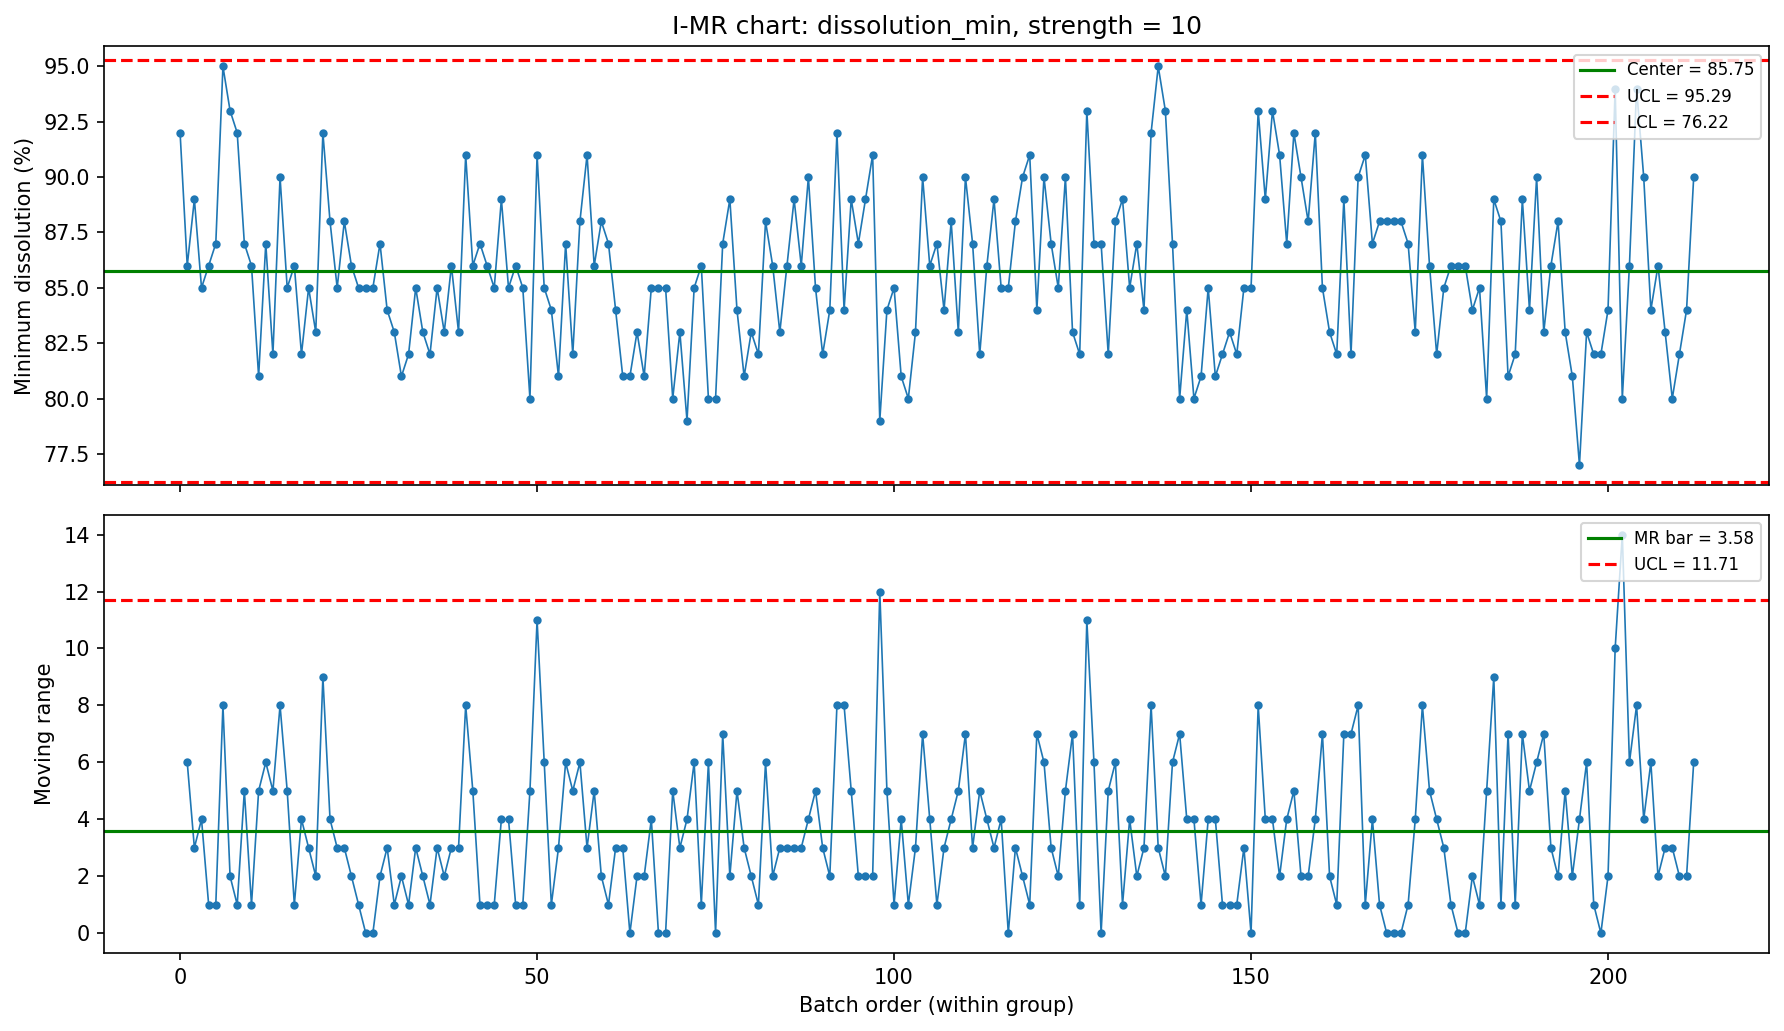 I-MR chart: dissolution_min, strength = 10
95.0
92.5
90.0
87.5
85.0
82.5
80.0
77.5
Minimum dissolution (%)
Center = 85.75
UCL = 95.29
LCL = 76.22
14
12
10
8
6
4
2
0
Moving range
MR bar = 3.58
UCL = 11.71
0 50 100 150 200
Batch order (within group)